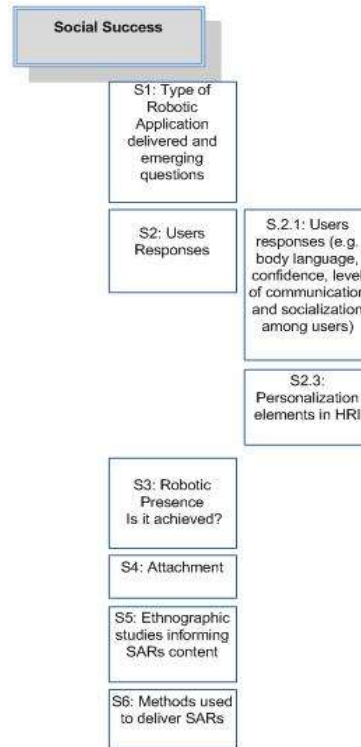 Social Success
S1: Type of
Robotic
Application
delivered and
emerging
questions
S2: Users
Responses
S.2.1: Users
responses (e.g.
body language,
confidence, level
of communication
and socialization
among users)
S2.3:
Personalization
elements in HRI
S3: Robotic
Presence
Is it achieved?
S4: Attachment
S5: Ethnographic
studies informing
SARs content
S6: Methods used
to deliver SARs